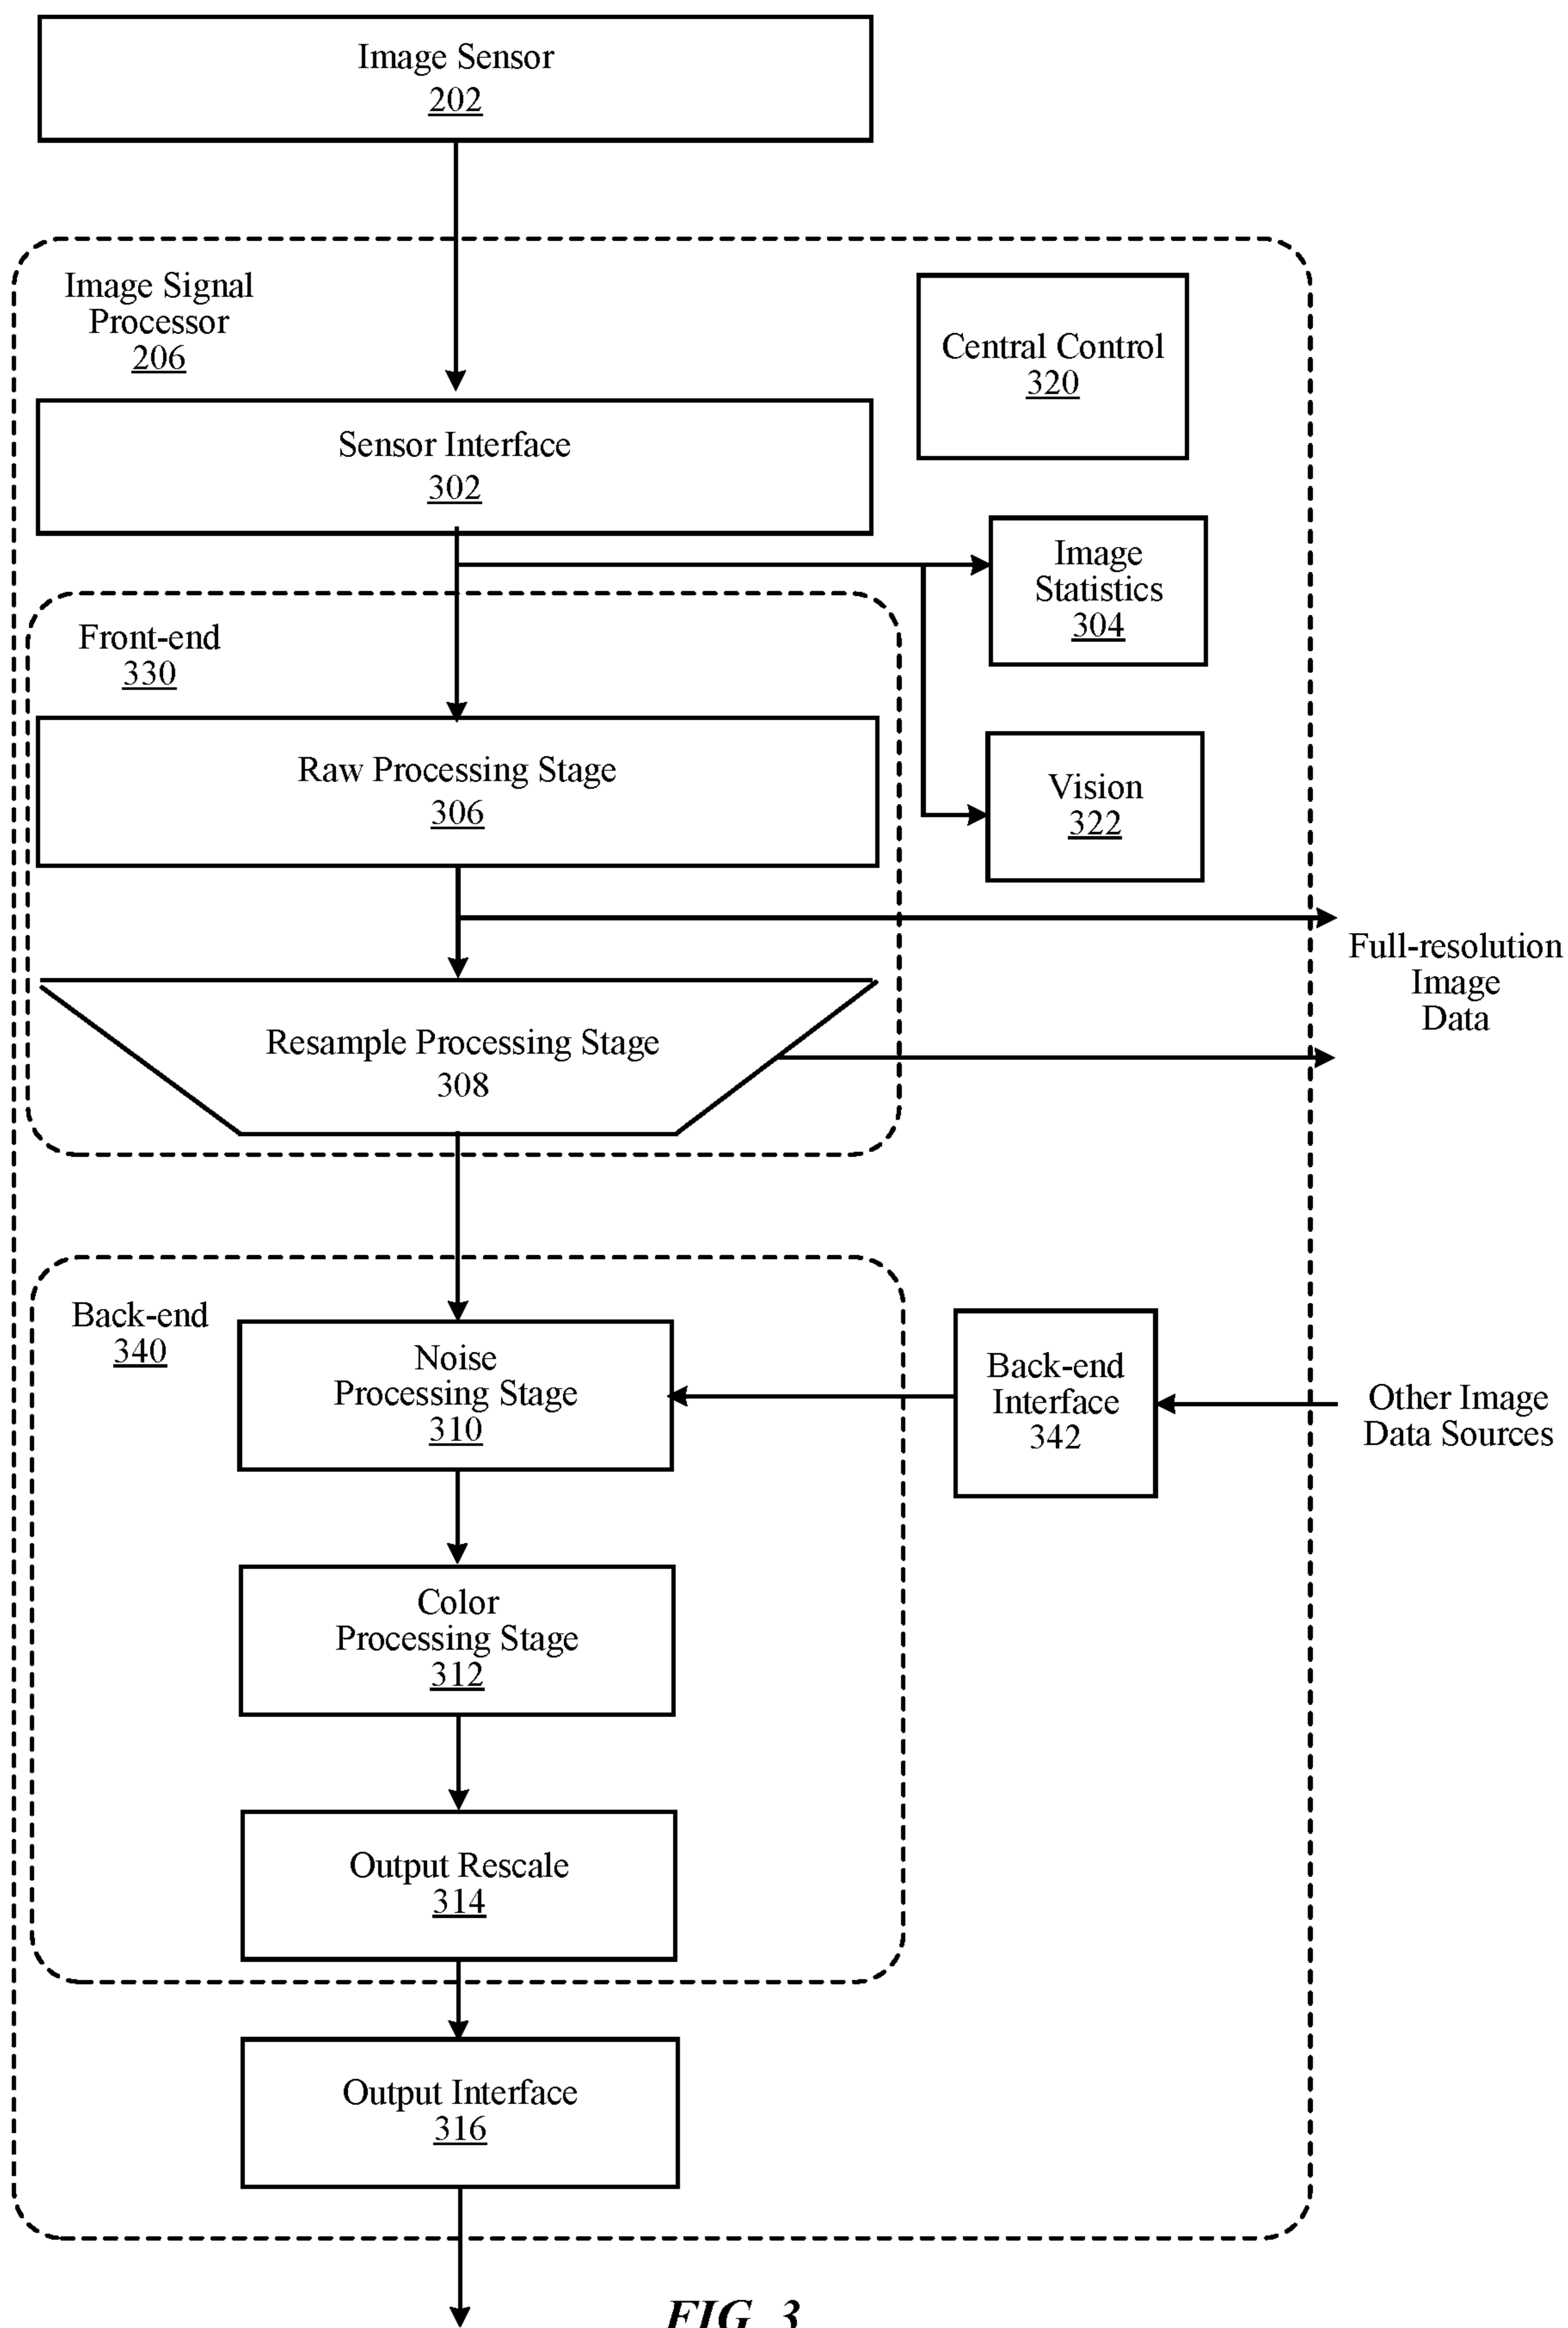 Image Sensor
202
Image Signal
Processor
206
Central Control
320
Sensor Interface
302
Image
Statistics
304
Front-end
330
Raw Processing Stage
306
Vision
322
Full-resolution
Image
Data
Resample Processing Stage
308
Back-end
340
Noise
Processing Stage
310
Back-end
Interface
342
Other Image
Data Sources
Color
Processing Stage
312
Output Rescale
314
Output Interface
316
FIG. 3